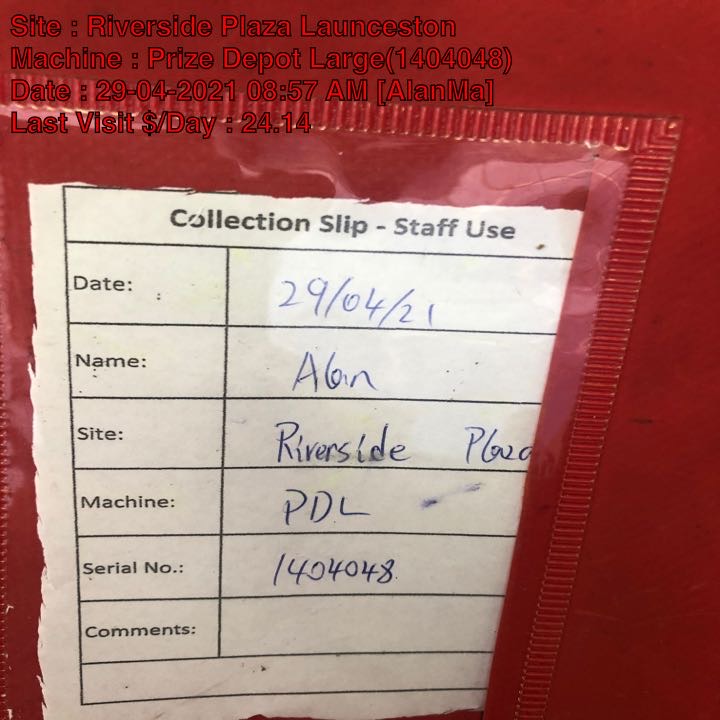 Site : Riverside Plaza Launceston
Machine : Prize Depot Large(1404048)
Date : 29-04-2021 08:57 AM [AlanMa]
Last Visit $/Day : 24.14
Collection Slip - Staff Use
Date: 29/04/21
Name: Alan
Site: Riverside Plaza
Machine: PDL
Serial No.: 1404048
Comments: